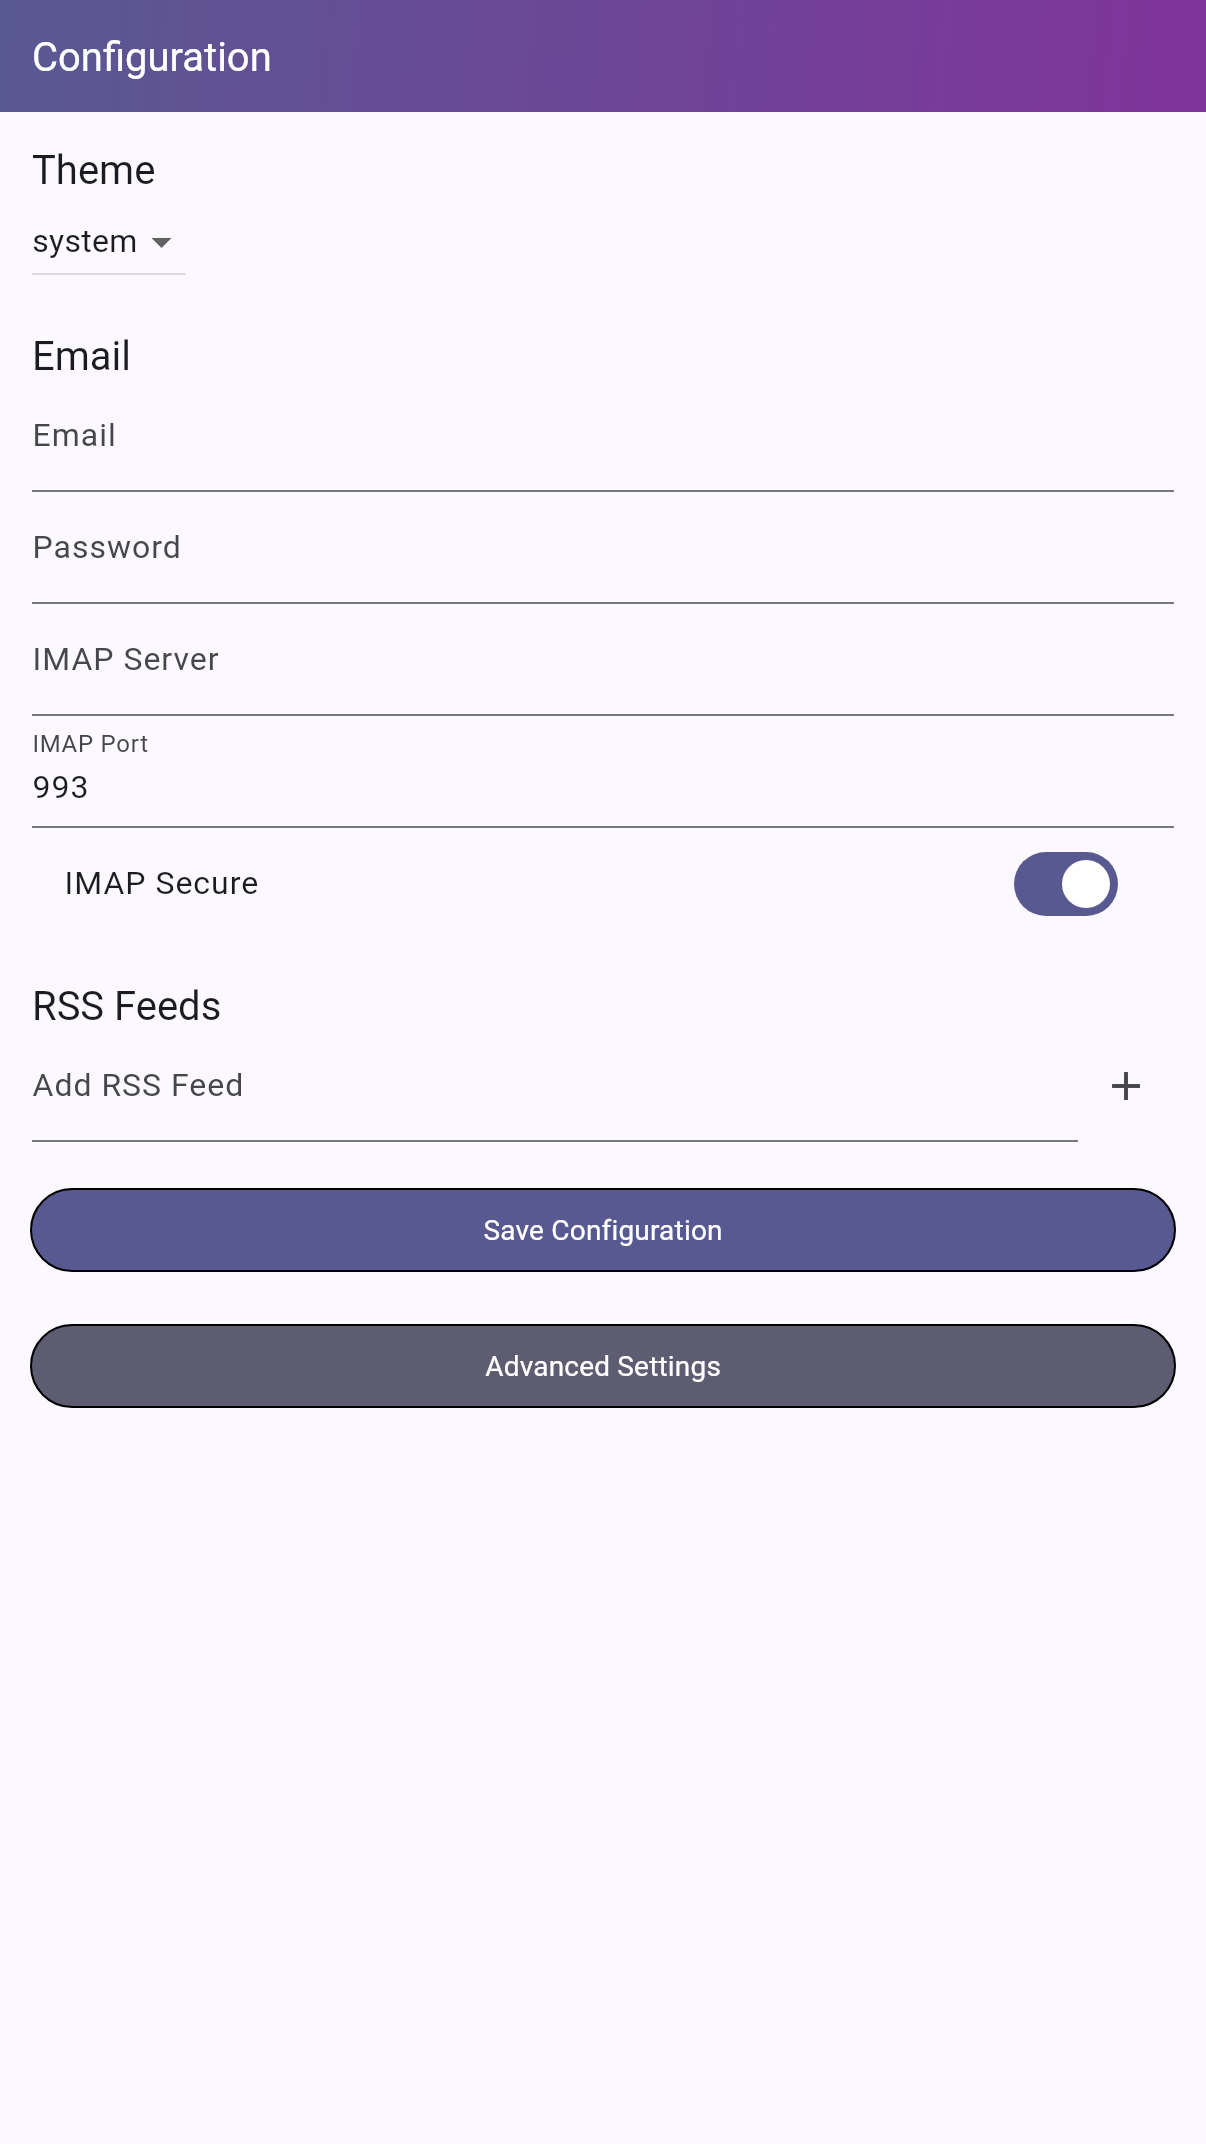 Configuration
Theme
system
Email
Email
Password
IMAP Server
IMAP Port
993
IMAP Secure
RSS Feeds
Add RSS Feed
Save Configuration
Advanced Settings